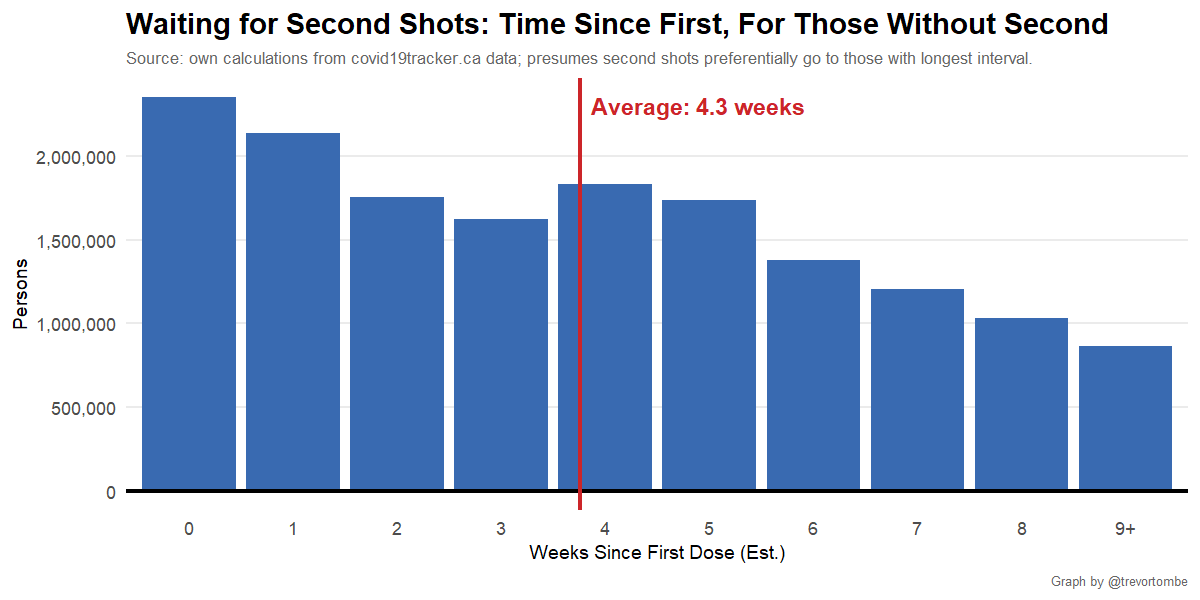 Waiting for Second Shots: Time Since First, For Those Without Second
Source: own calculations from covid19tracker.ca data; presumes second shots preferentially go to those with longest interval.
Average: 4.3 weeks
2,000,000
1,500,000
1,000,000
500,000
0
Persons
0 1 2 3 4 5 6 7 8 9+
Weeks Since First Dose (Est.)
Graph by @trevortombe